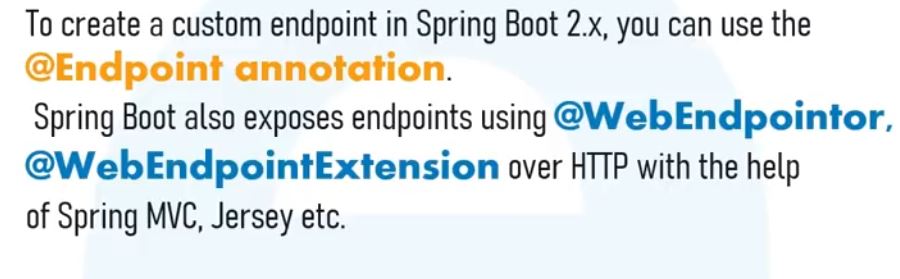 To create a custom endpoint in Spring Boot 2.x, you can use the
@Endpoint annotation.
Spring Boot also exposes endpoints using @WebEndpointor,
@WebEndpointExtension over HTTP with the help
of Spring MVC, Jersey etc.